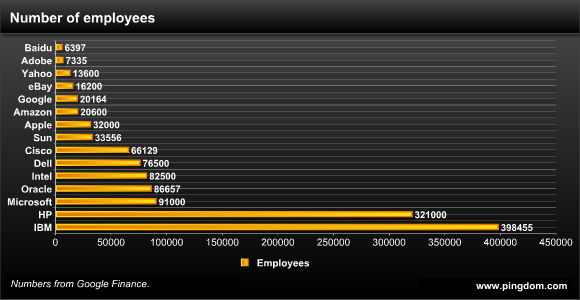 Number of employees
Baidu 6397
Adobe 7335
Yahoo 13600
eBay 16200
Google 20164
Amazon 20600
Apple 32000
Sun 33556
Cisco 66129
Dell 76500
Intel 82500
Oracle 86657
Microsoft 91000
HP 321000
IBM 398455
0 50000 100000 150000 200000 250000 300000 350000 400000 450000
Employees
Numbers from Google Finance. www.pingdom.com